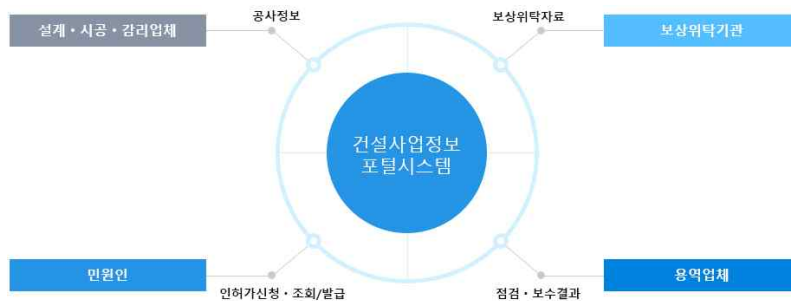 공사정보
보상위탁자료
설계・시공・감리업체
보상위탁기관
건설사업정보
포털시스템
민원인
용역업체
인허가신청・조회/발급
점검・보수결과